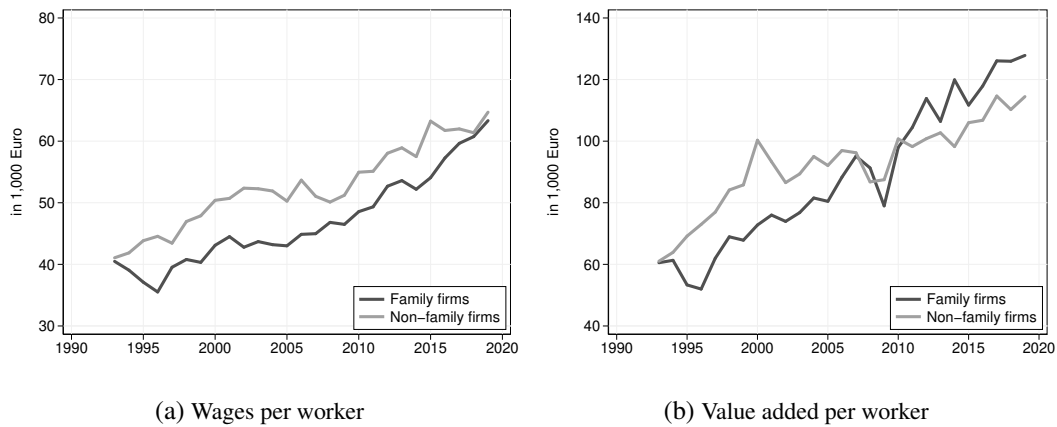 80
70
60
50
40
30
in 1,000 Euro
1990 1995 2000 2005 2010 2015 2020
Family firms
Non−family firms
(a) Wages per worker
140
120
100
80
60
40
in 1,000 Euro
1990 1995 2000 2005 2010 2015 2020
Family firms
Non−family firms
(b) Value added per worker